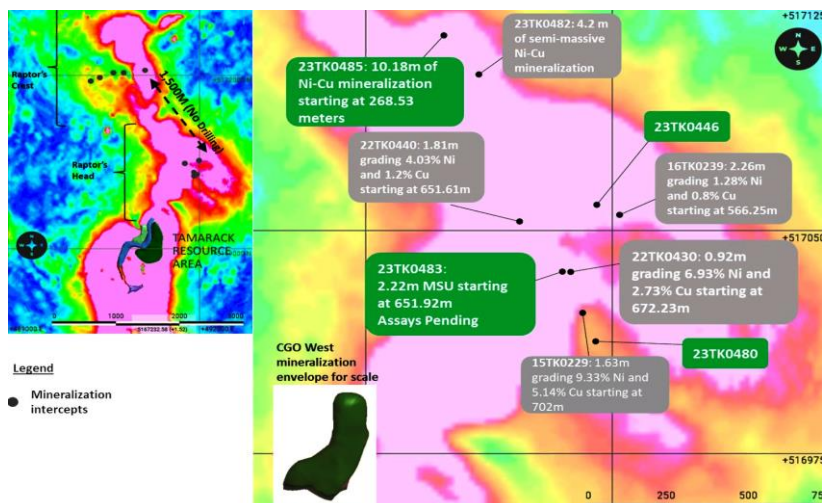 Raptor's
Crest
1,500M (No Drilling)
Raptor's
Head
TAMARACK
RESOURCE
AREA
0
1000
2000
3000
Legend
Mineralization
intercepts
23TK0482: 4.2 m
of semi-massive
Ni-Cu
mineralization
+517125
N
W
E
S
23TK0485: 10.18m of
Ni-Cu mineralization
starting at 268.53
meters
23TK0446
22TK0440: 1.81m
grading 4.03% Ni
and 1.2% Cu
starting at 651.61m
16TK0239: 2.26m
grading 1.28% Ni
and 0.8% Cu
starting at 566.25m
+517050
23TK0483:
2.22m MSU starting
at 651.92m
Assays Pending
22TK0430: 0.92m
grading 6.93% Ni and
2.73% Cu starting at
672.23m
CGO West
mineralization
envelope for scale
23TK0480
15TK0229: 1.63m
grading 9.33% Ni and
5.14% Cu starting at
702m
+516975
0
250
500
75